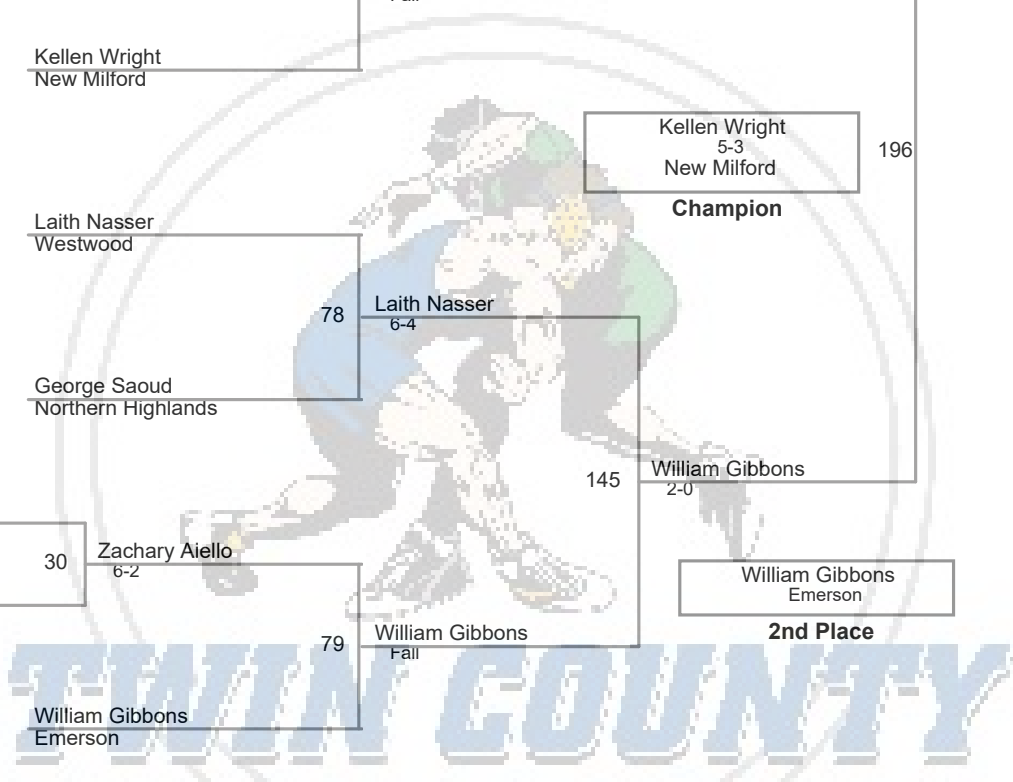 Kellen Wright
New Milford
Kellen Wright
5-3
New Milford
196
Champion
Laith Nasser
Westwood
78
Laith Nasser
6-4
George Saoud
Northern Highlands
145
William Gibbons
2-0
30
Zachary Aiello
6-2
William Gibbons
Emerson
2nd Place
79
William Gibbons
Fall
William Gibbons
Emerson
TWIN COUNTY